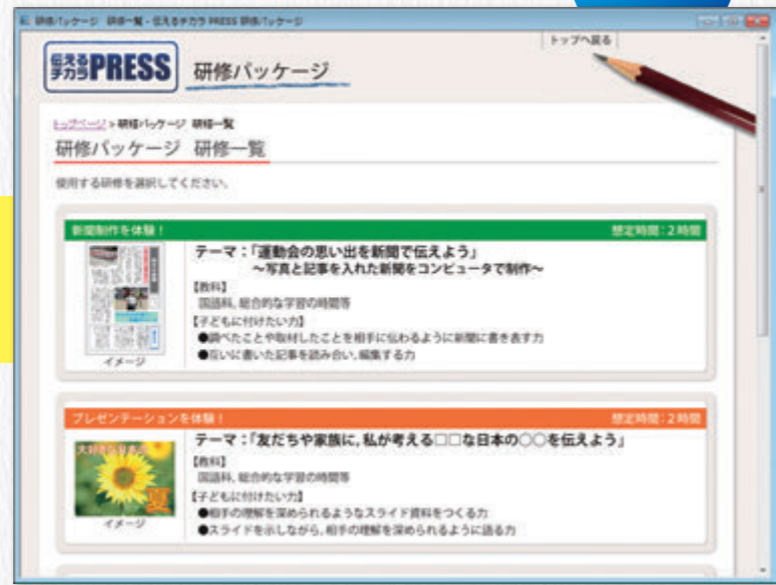 研修パッケージ 研修一覧 - 伝えるチカラ PRESS 研修パッケージ
トップへ戻る
伝える
チカラPRESS
研修パッケージ
トップページ > 研修パッケージ 研修一覧
研修パッケージ 研修一覧
使用する研修を選択してください。
新聞制作を体験! 想定時間:2時間
テーマ:「運動会の思い出を新聞で伝えよう」
~写真と記事を入れた新聞をコンピュータで制作~
【教科】
国語科, 総合的な学習の時間等
【子どもに付けたい力】
●調べたことや取材したことを相手に伝わるように新聞に書き表す力
●互いに書いた記事を読み合い, 編集する力
イメージ
プレゼンテーションを体験! 想定時間:2時間
テーマ:「友だちや家族に, 私が考える□□な日本の○○を伝えよう」
【教科】
国語科, 総合的な学習の時間等
【子どもに付けたい力】
●相手の理解を深められるようなスライド資料をつくる力
●スライドを示しながら, 相手の理解を深められるように語る力
夏
イメージ